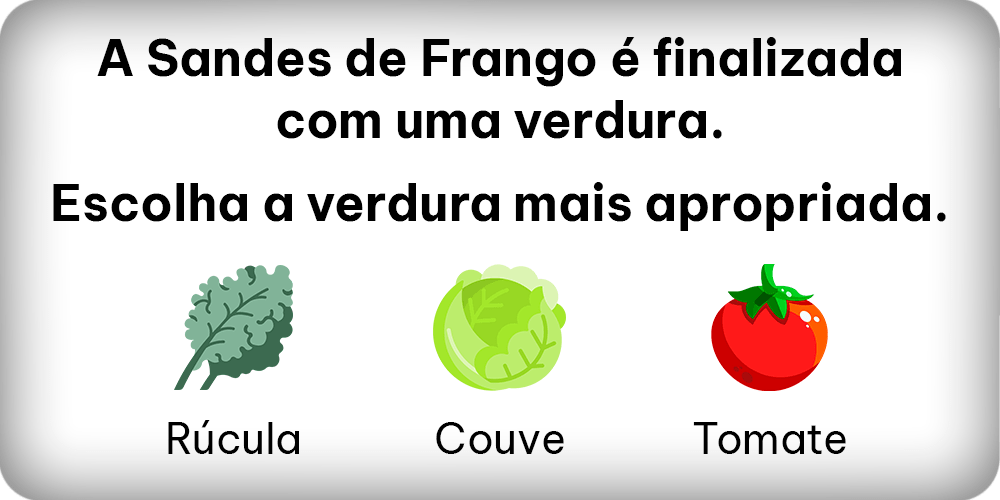 A Sandes de Frango é finalizada
com uma verdura.
Escolha a verdura mais apropriada.
Rúcula Couve Tomate